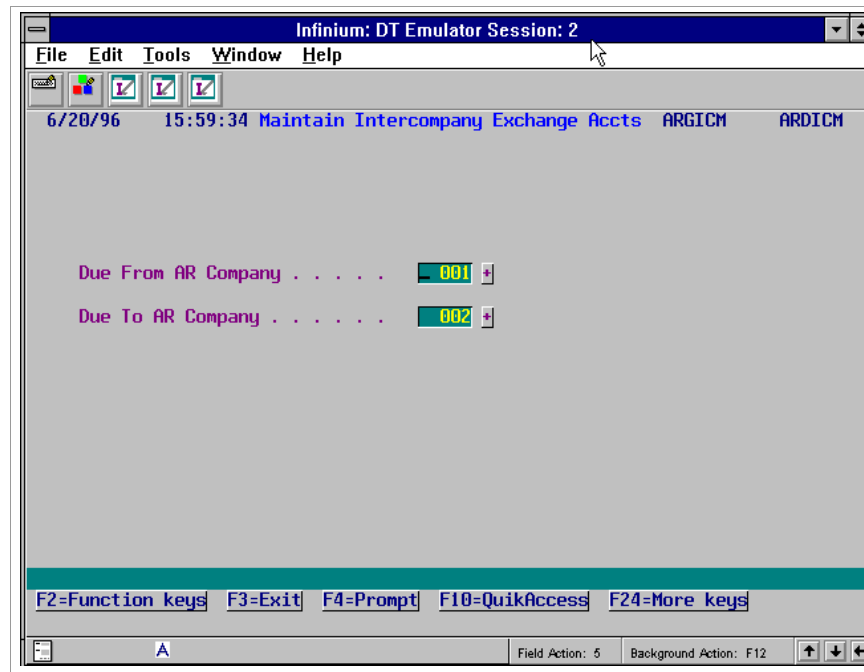 Infinium: DT Emulator Session: 2
File Edit Tools Window Help
6/20/96 15:59:34 Maintain Intercompany Exchange Accts ARGICM ARDICM
Due From AR Company . . . . . _ 001 +
Due To AR Company . . . . . . 002 +
F2=Function keys F3=Exit F4=Prompt F10=QuikAccess F24=More keys
A Field Action: 5 Background Action: F12